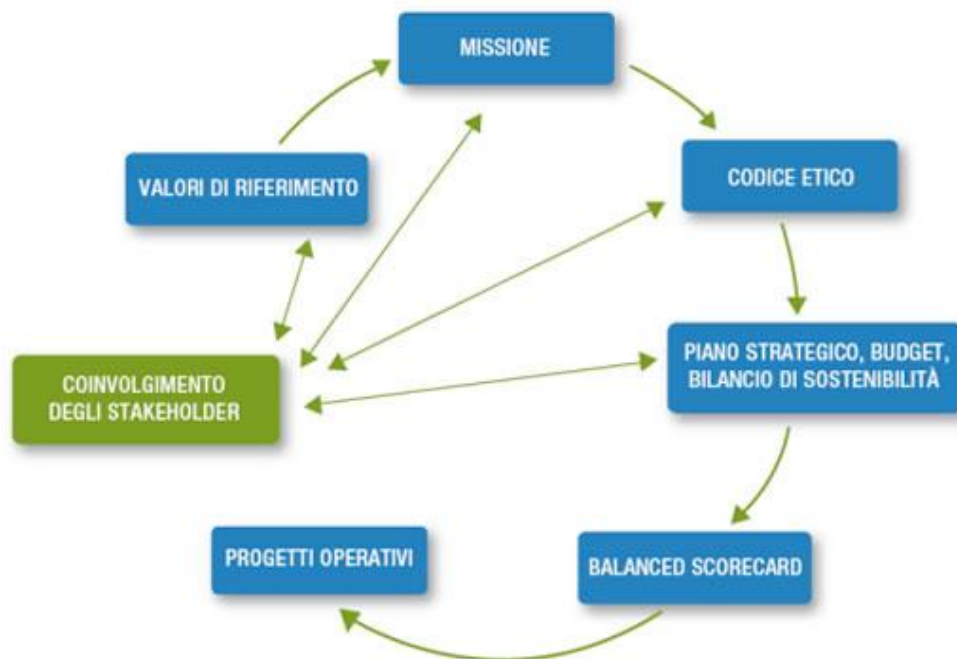 MISSIONE
VALORI DI RIFERIMENTO
CODICE ETICO
COINVOLGIMENTO
DEGLI STAKEHOLDER
PIANO STRATEGICO, BUDGET,
BILANCIO DI SOSTENIBILITÀ
PROGETTI OPERATIVI
BALANCED SCORECARD